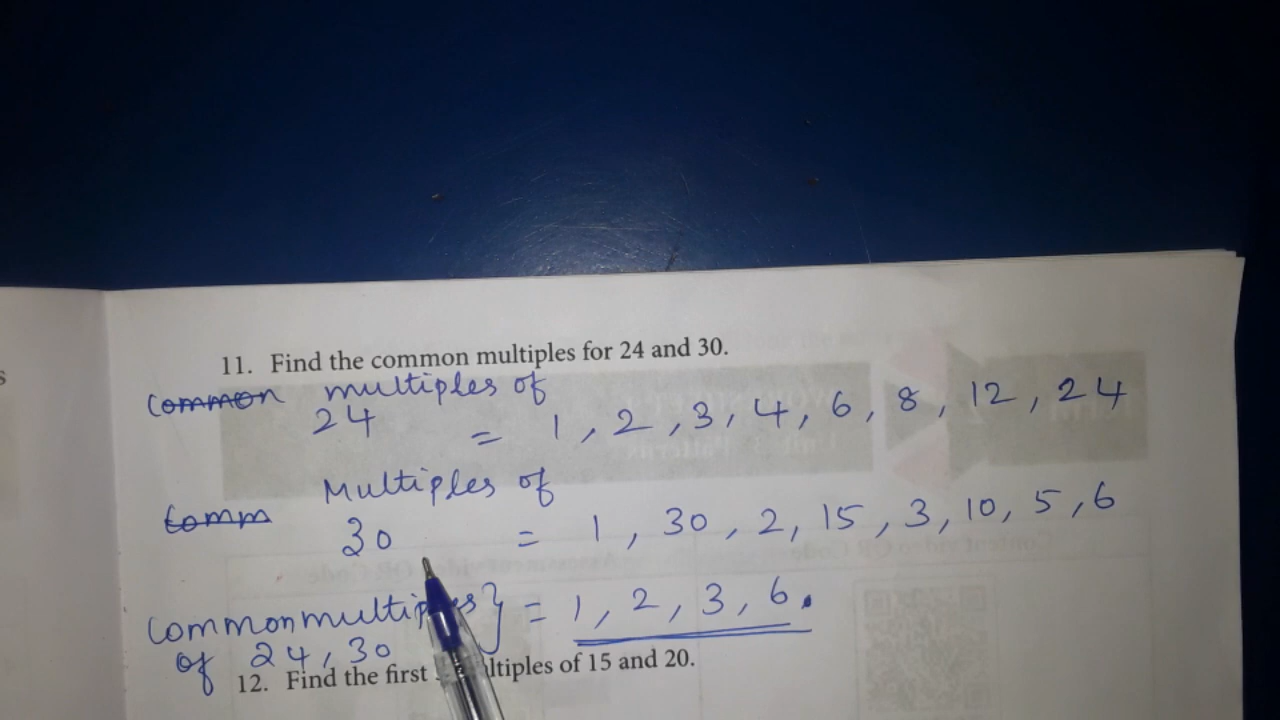 s
11. Find the common multiples for 24 and 30.
common multiples of
24 = 1, 2, 3, 4, 6, 8, 12, 24
comm Multiples of
30 = 1, 30, 2, 15, 3, 10, 5, 6
common multiples } = 1, 2, 3, 6.
of 24, 30
12. Find the first ltiples of 15 and 20.